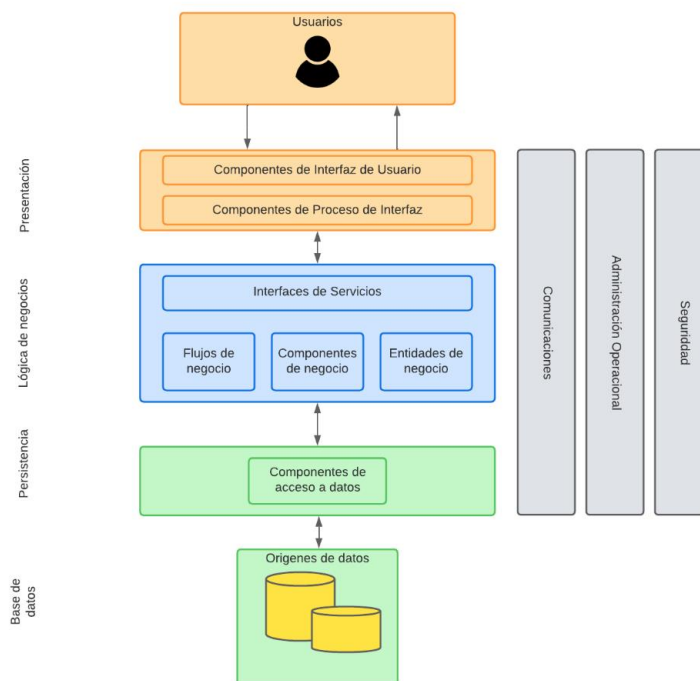 Usuarios
Presentación
Componentes de Interfaz de Usuario
Componentes de Proceso de Interfaz
Lógica de negocios
Interfaces de Servicios
Flujos de
negocio
Componentes
de negocio
Entidades de
negocio
Persistencia
Componentes de
acceso a datos
Base de
datos
Origenes de datos
Comunicaciones
Administración Operacional
Seguriddad